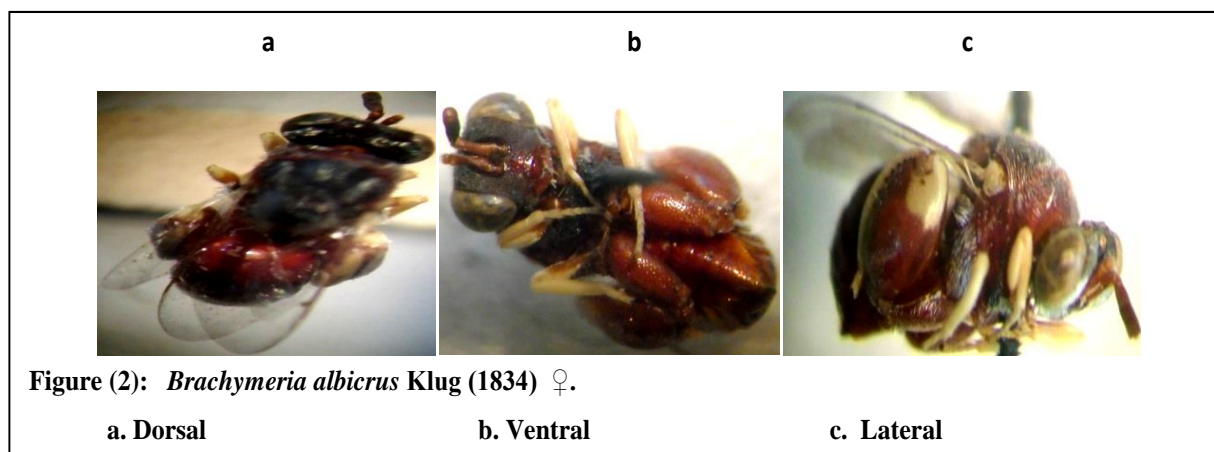 a b c
Figure (2): Brachymeria albicrus Klug (1834) ♀.
a. Dorsal b. Ventral c. Lateral